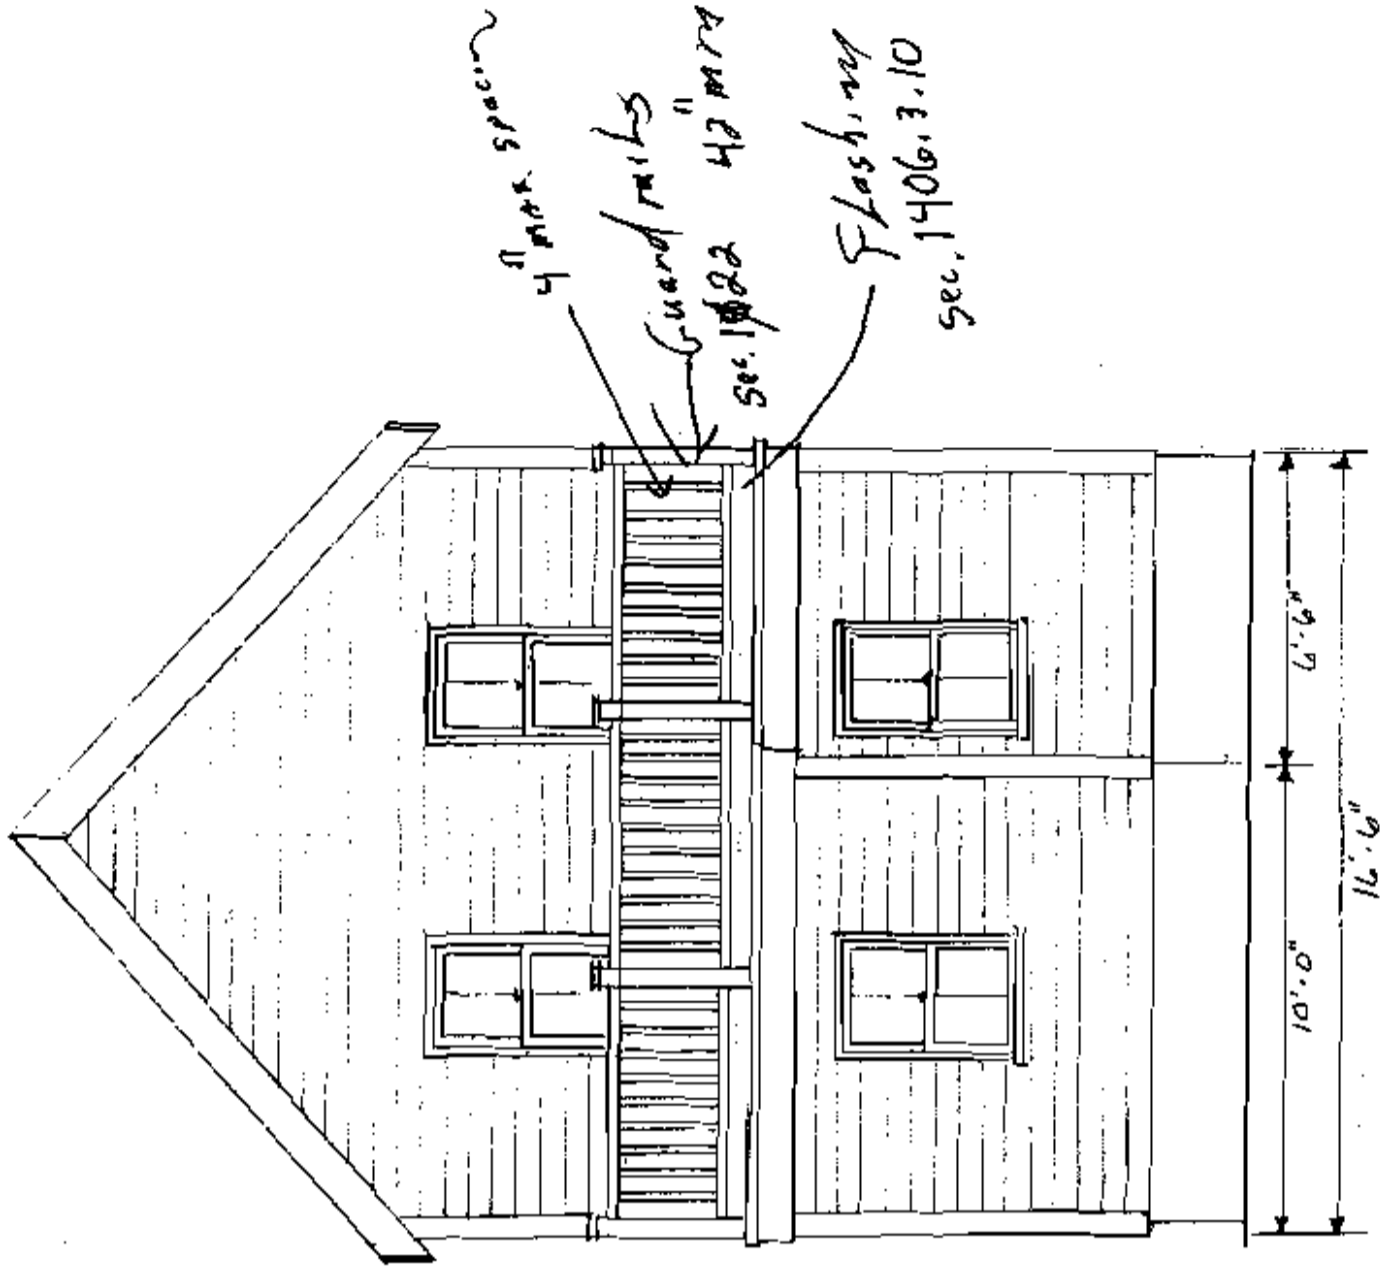 4" max. spacin
Guard rails
Sec. 1022 42" min
Flashing
Sec. 1406.3.10
6'.6"
10'.0"
16'.6"